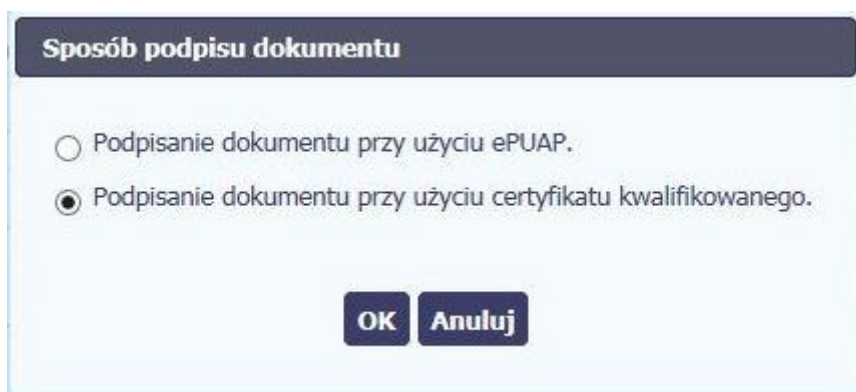 Sposób podpisu dokumentu
Podpisanie dokumentu przy użyciu ePUAP.
Podpisanie dokumentu przy użyciu certyfikatu kwalifikowanego.
OK Anuluj